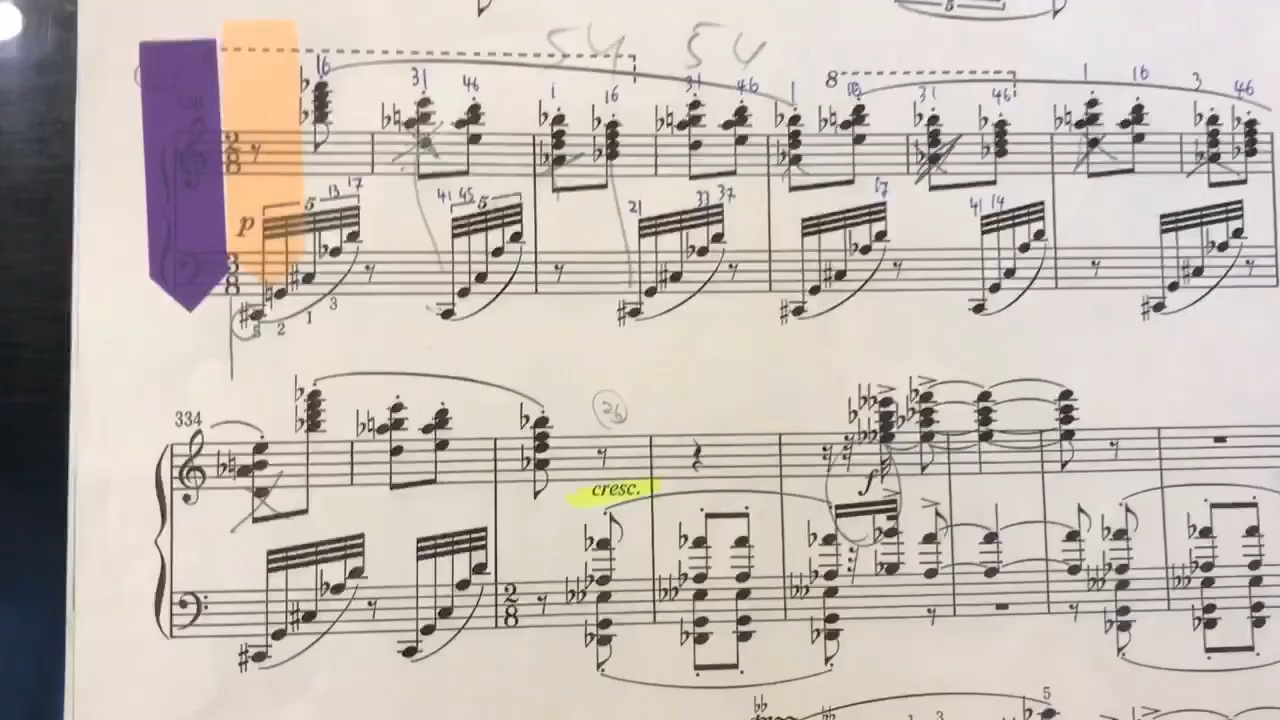 54 54
16 31 46 1 16 31 46 1 8 31 46 1 16 3 46
2 8
p 5 13 17 41 45 5 21 33 37 17 41 14
3 8
2 1 3
334
26
cresc.
f
2 8
5
1 3